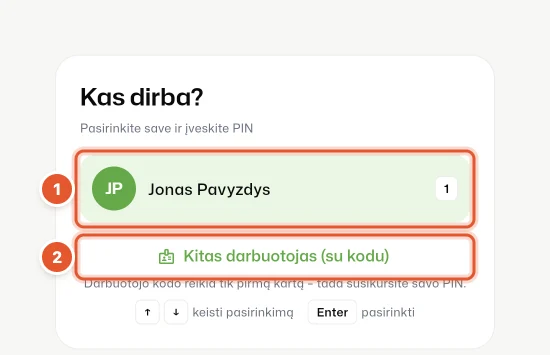 Kas dirba?
Pasirinkite save ir įveskite PIN
1
JP Jonas Pavyzdys 1
2
Kitas darbuotojas (su kodu)
Darbuotojo kodo reikia tik pirmą kartą – tada susikursite savo PIN.
↑ ↓ keisti pasirinkimą Enter pasirinkti